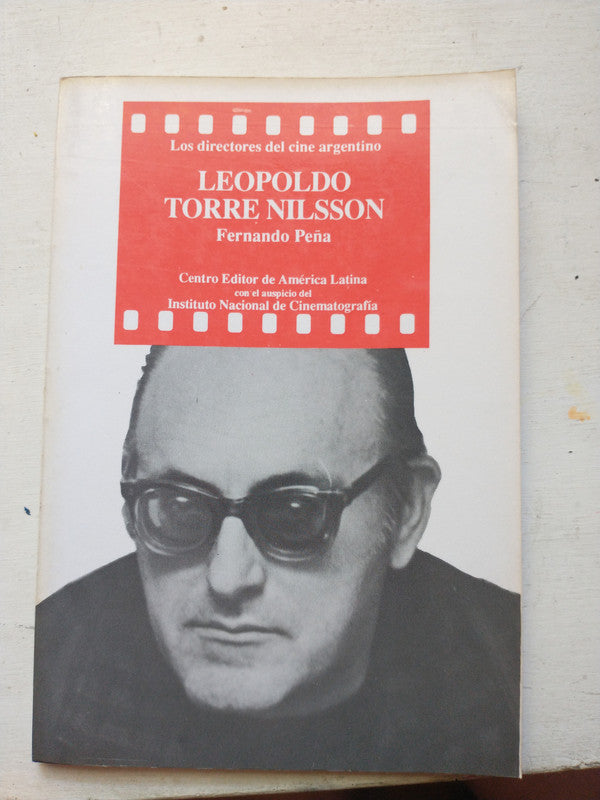 Los directores del cine argentino
LEOPOLDO
TORRE NILSSON
Fernando Peña
Centro Editor de América Latina
con el auspicio del
Instituto Nacional de Cinematografía